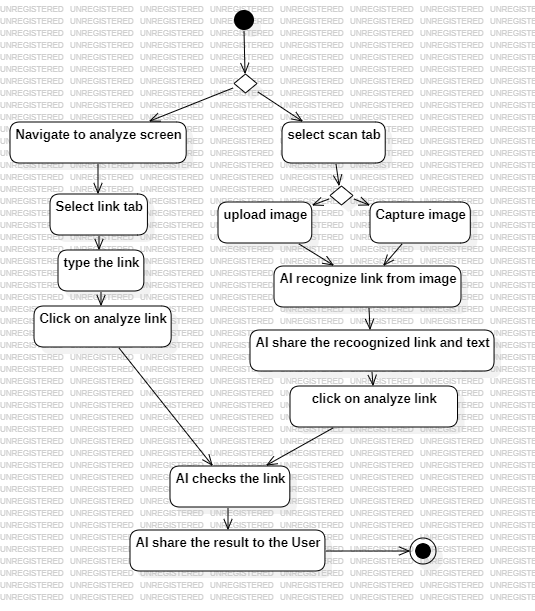 Navigate to analyze screen
select scan tab
Select link tab
upload image
Capture image
type the link
AI recognize link from image
Click on analyze link
AI share the recoognized link and text
click on analyze link
AI checks the link
AI share the result to the User
UNREGISTERED